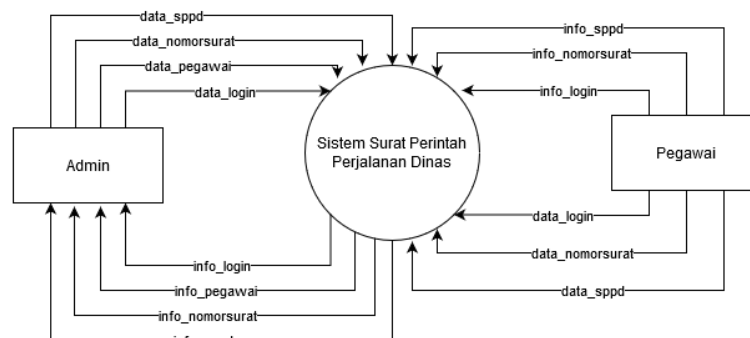 data_sppd
info_sppd
data_nomorsurat
info_nomorsurat
data_pegawai
data_login
info_login
Sistem Surat Perintah
Perjalanan Dinas
Admin
Pegawai
data_login
data_nomorsurat
info_login
info_pegawai
data_sppd
info_nomorsurat